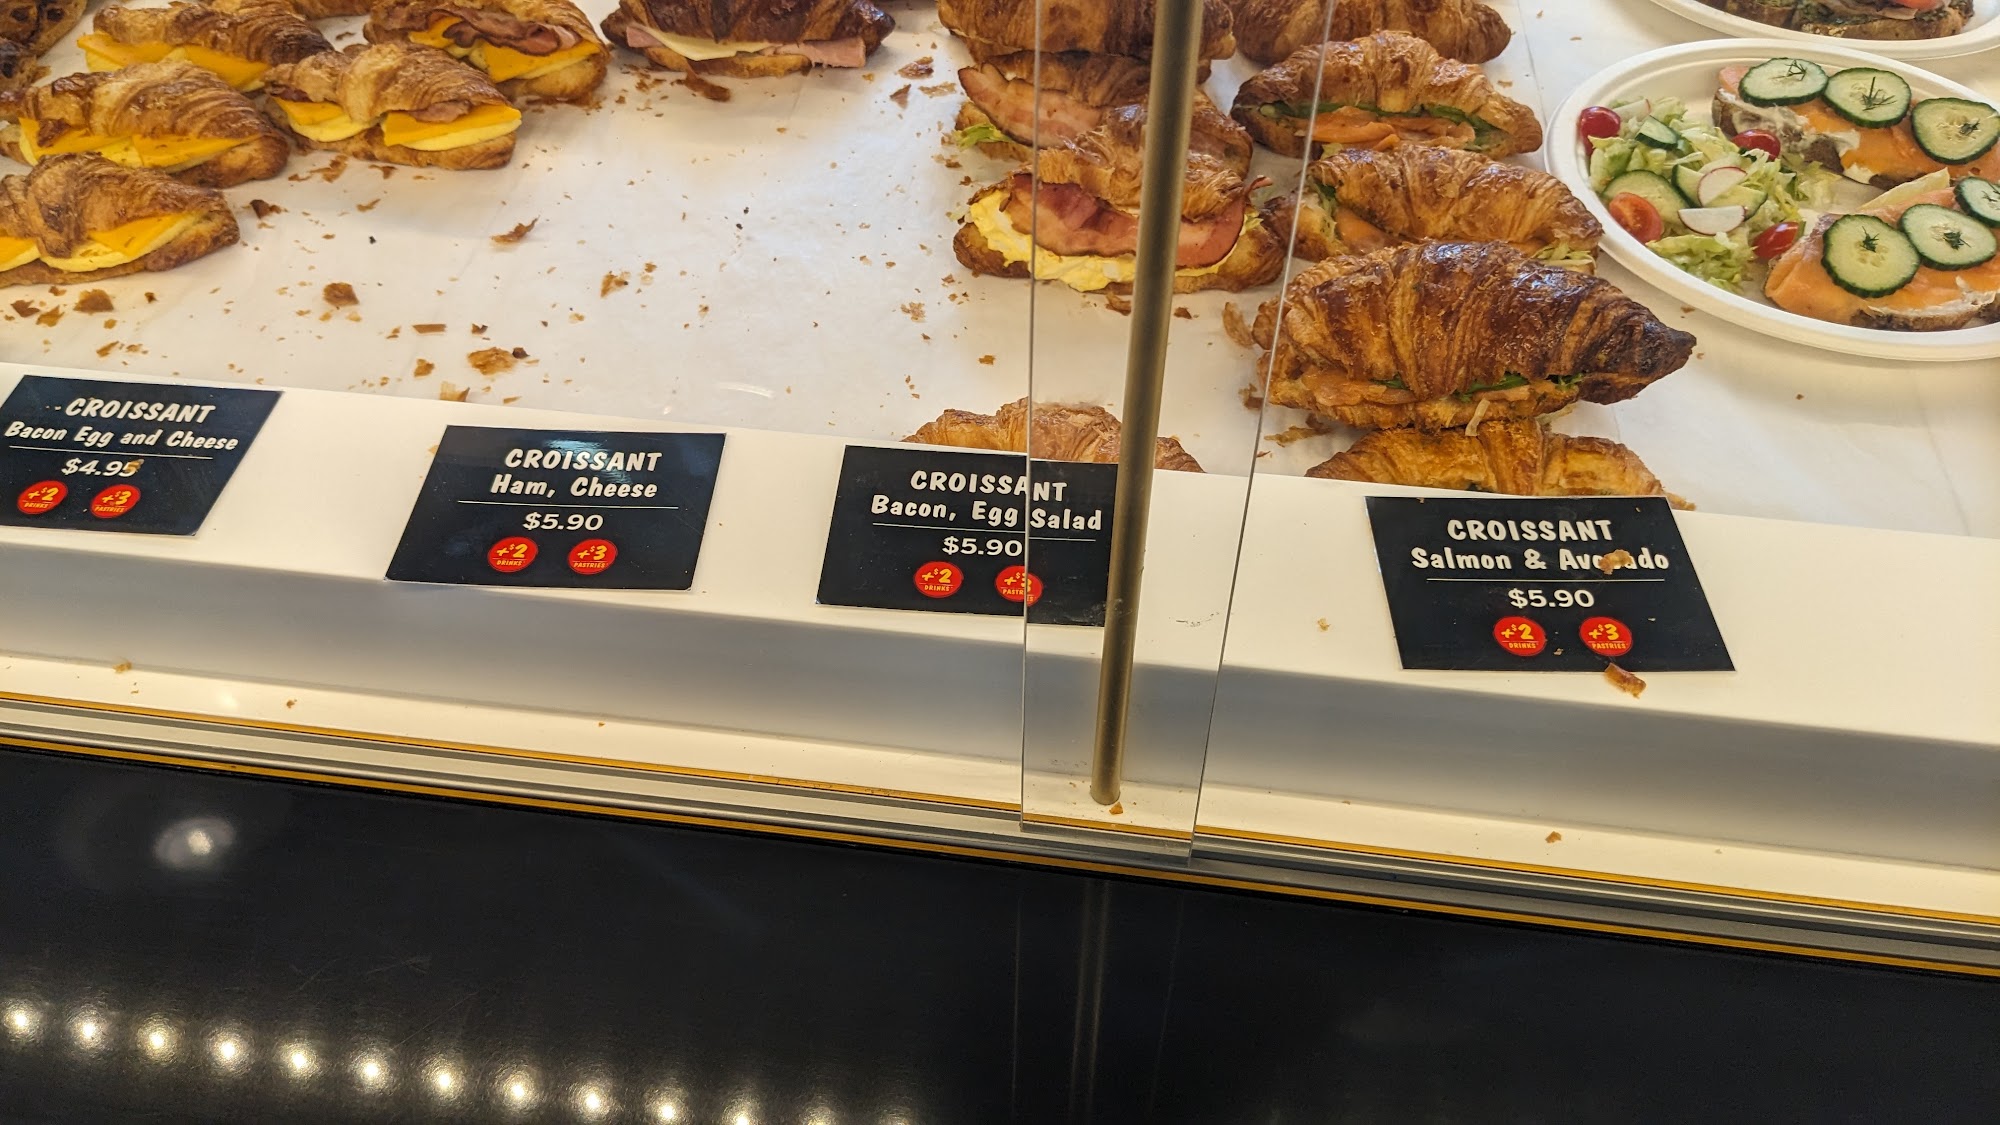 CROISSANT
Bacon Egg and Cheese
$4.95
+$2
DRINKS
+$3
PASTRIES
CROISSANT
Ham, Cheese
$5.90
+$2
DRINKS
+$3
PASTRIES
CROISSANT
Bacon, Egg Salad
$5.90
+$2
DRINKS
+$3
PASTRIES
CROISSANT
Salmon & Avocado
$5.90
+$2
DRINKS
+$3
PASTRIES